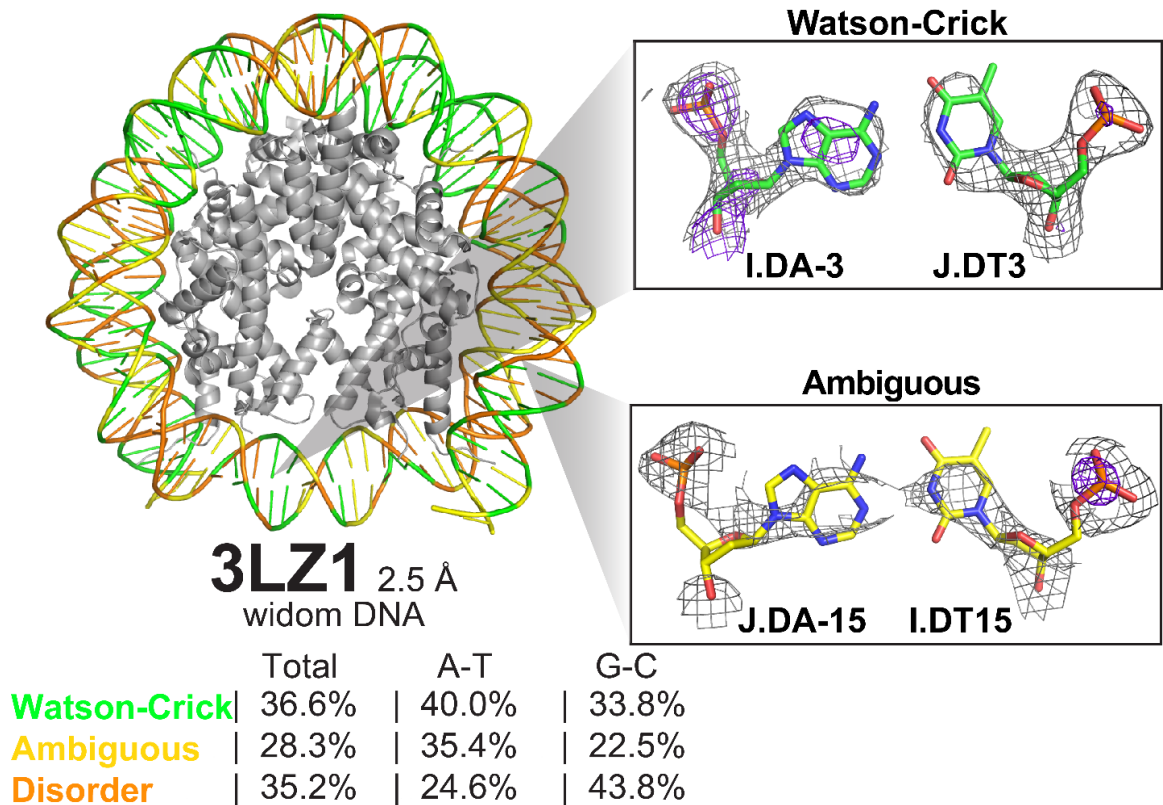 Watson-Crick
I.DA-3 J.DT3
Ambiguous
J.DA-15 I.DT15
3LZ1 2.5 Å
widom DNA
Total A-T G-C
Watson-Crick | 36.6% | 40.0% | 33.8%
Ambiguous | 28.3% | 35.4% | 22.5%
Disorder | 35.2% | 24.6% | 43.8%